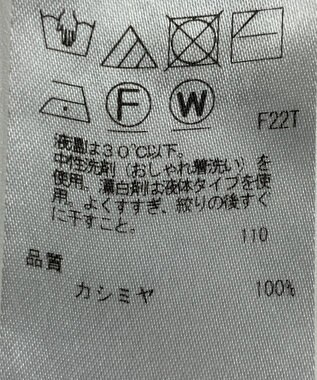 F W F22T
液温は30℃以下。
中性洗剤(おしゃれ着洗い)を
使用。漂白剤は液体タイプを使
用。よくすすぎ、絞りの後すぐ
に干すこと。
110
品質
カシミヤ 100%